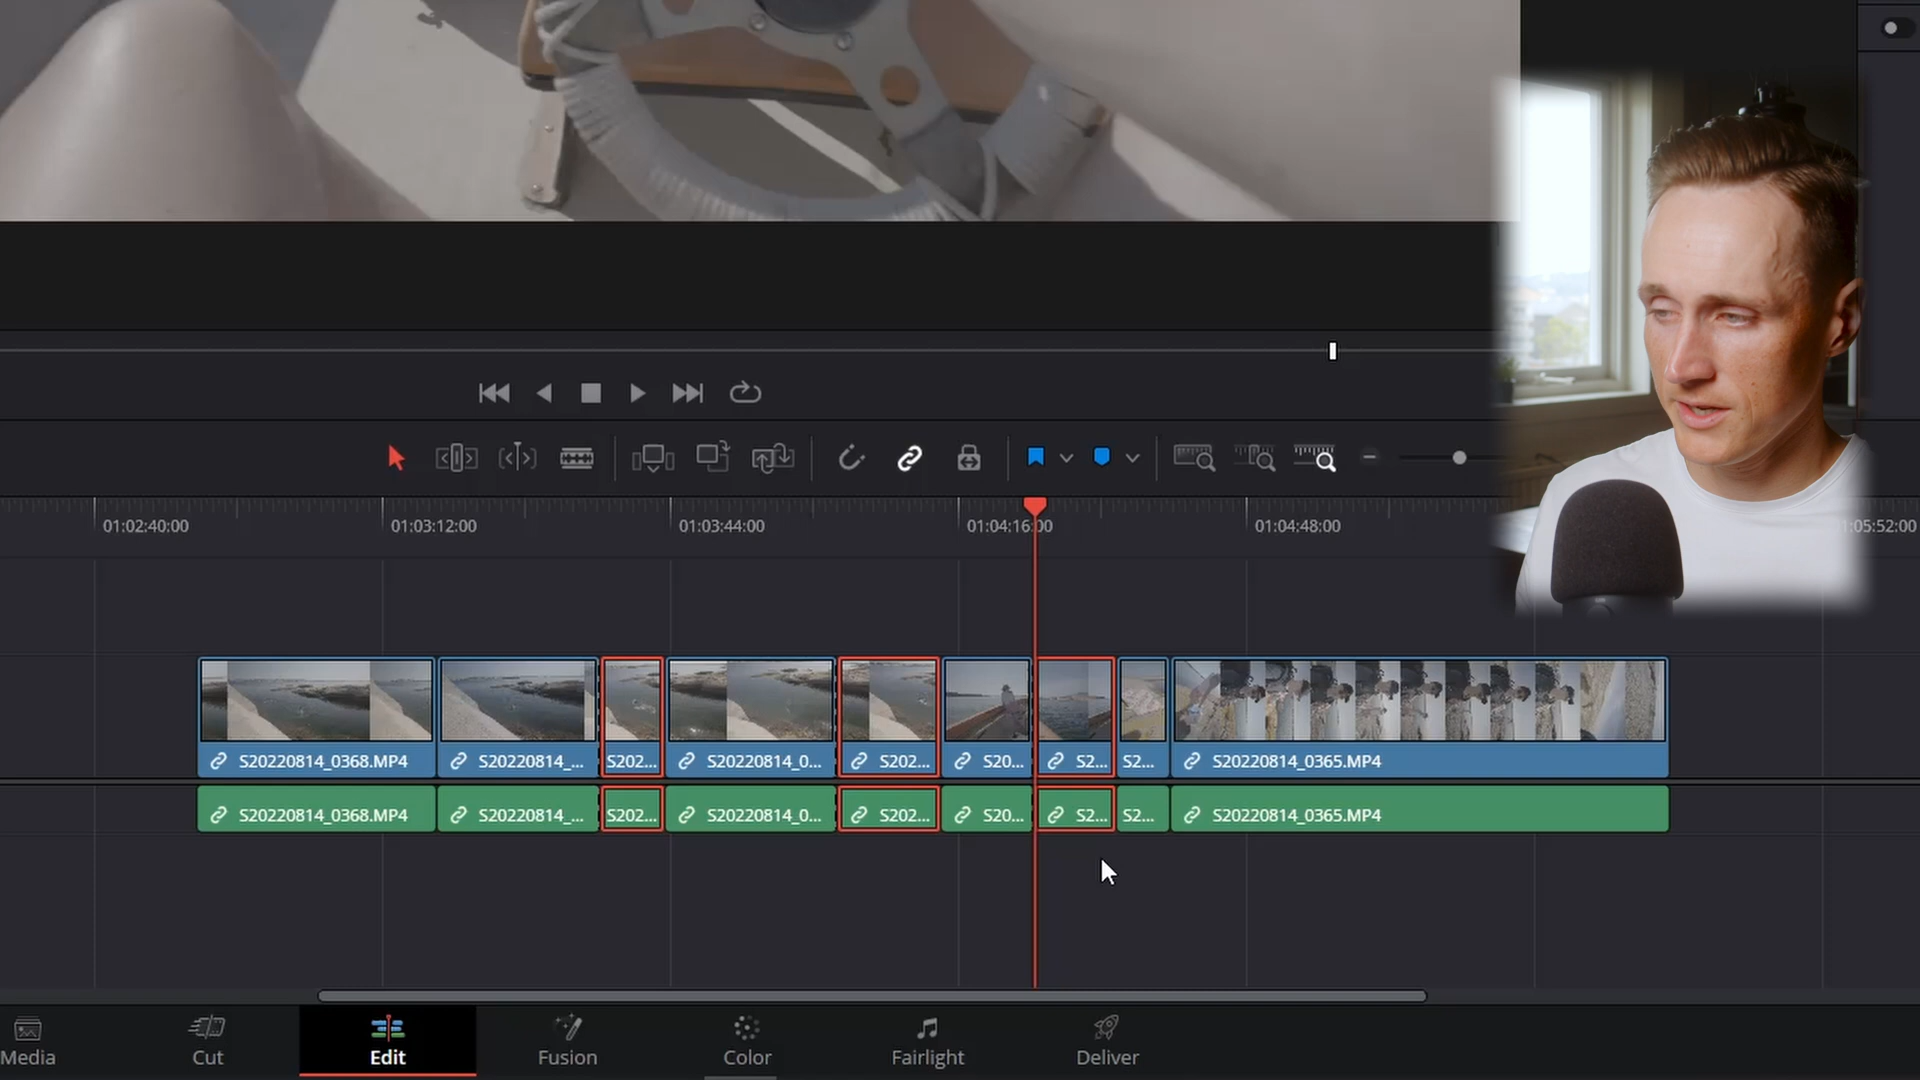 01:02:40:00 01:03:12:00 01:03:44:00 01:04:16:00 01:04:48:00 1:05:52:00
S20220814_0368.MP4 S20220814_... S202... S20220814_0... S202... S20... S2... S2... S20220814_0365.MP4
S20220814_0368.MP4 S20220814_... S202... S20220814_0... S202... S20... S2... S2... S20220814_0365.MP4
Media Cut Edit Fusion Color Fairlight Deliver